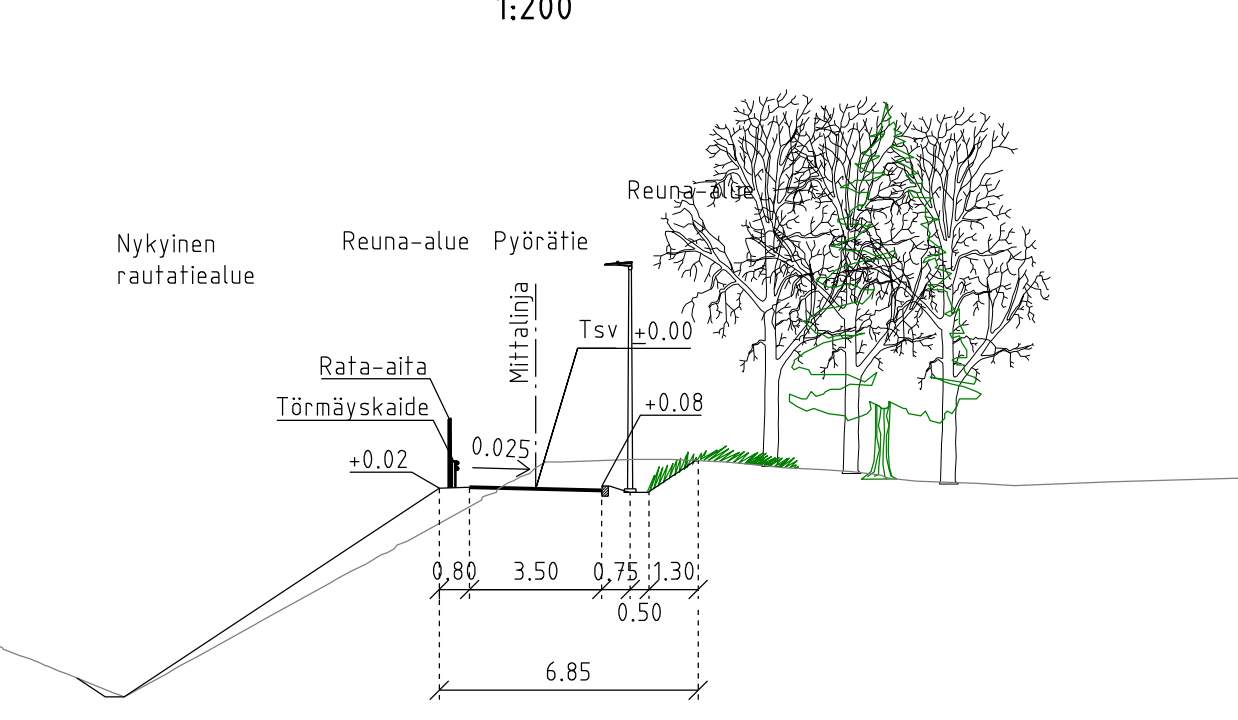 1:200
Reuna-alue
Nykyinen
rautatiealue
Reuna-alue
Pyörätie
Mittalinja
Tsv
+0.00
Rata-aita
Törmäyskaide
+0.08
+0.02
0.025
0.80
3.50
0.75
1.30
0.50
6.85